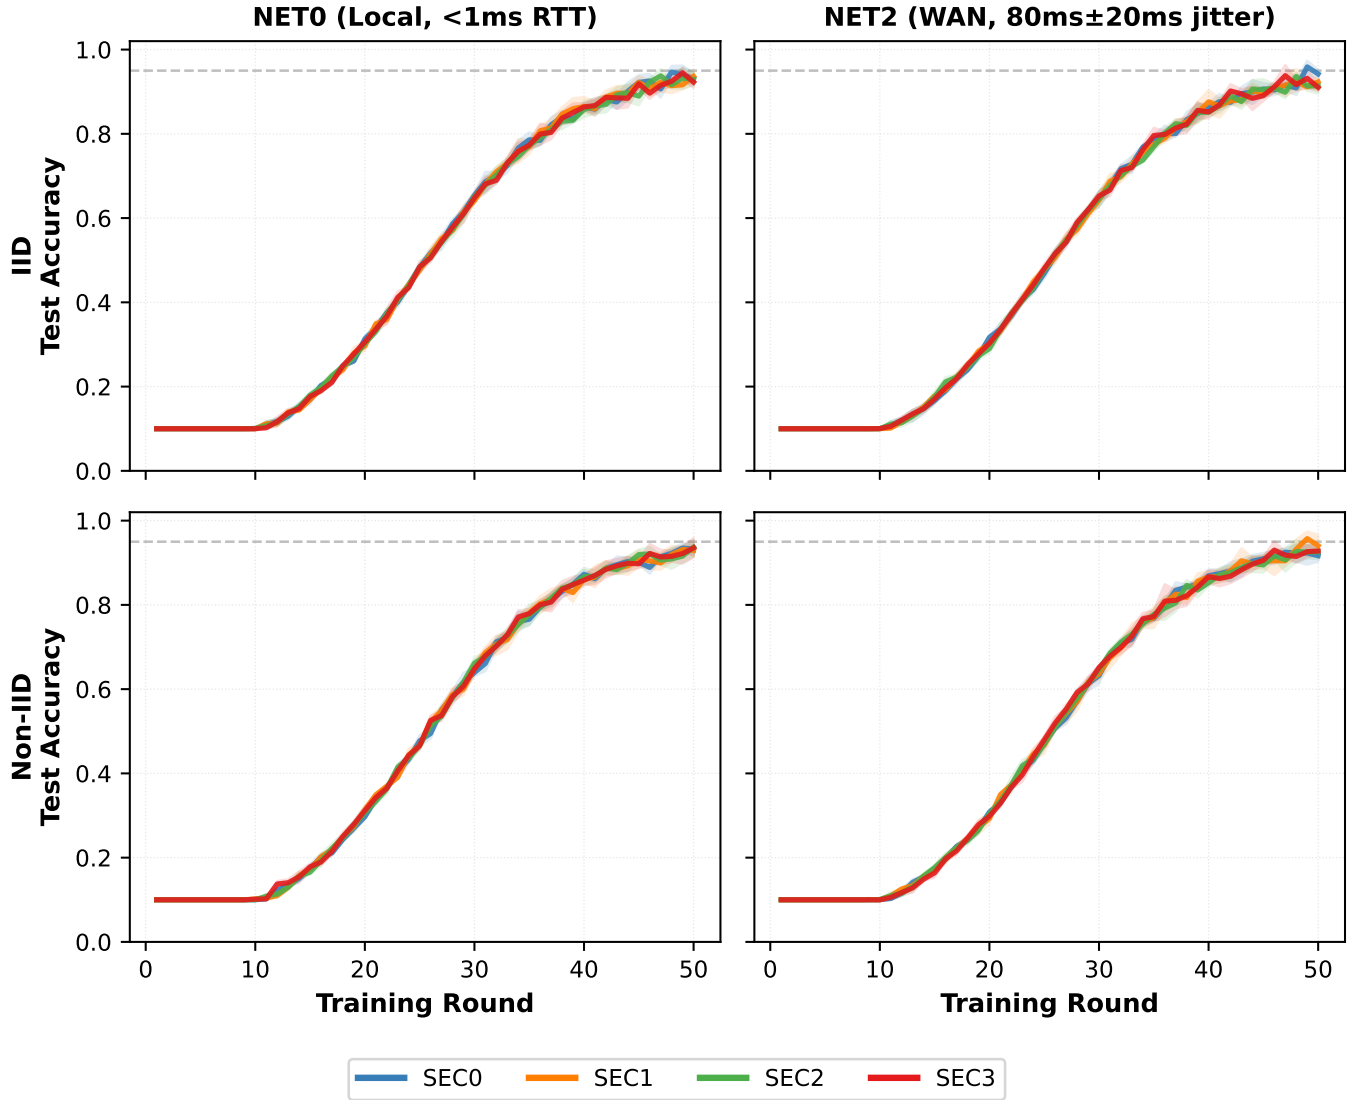 NET0 (Local, <1ms RTT)
NET2 (WAN, 80ms±20ms jitter)
IID
Test Accuracy
1.0
0.8
0.6
0.4
0.2
0.0
Non-IID
Test Accuracy
1.0
0.8
0.6
0.4
0.2
0.0
0 10 20 30 40 50
0 10 20 30 40 50
Training Round
Training Round
SEC0 SEC1 SEC2 SEC3